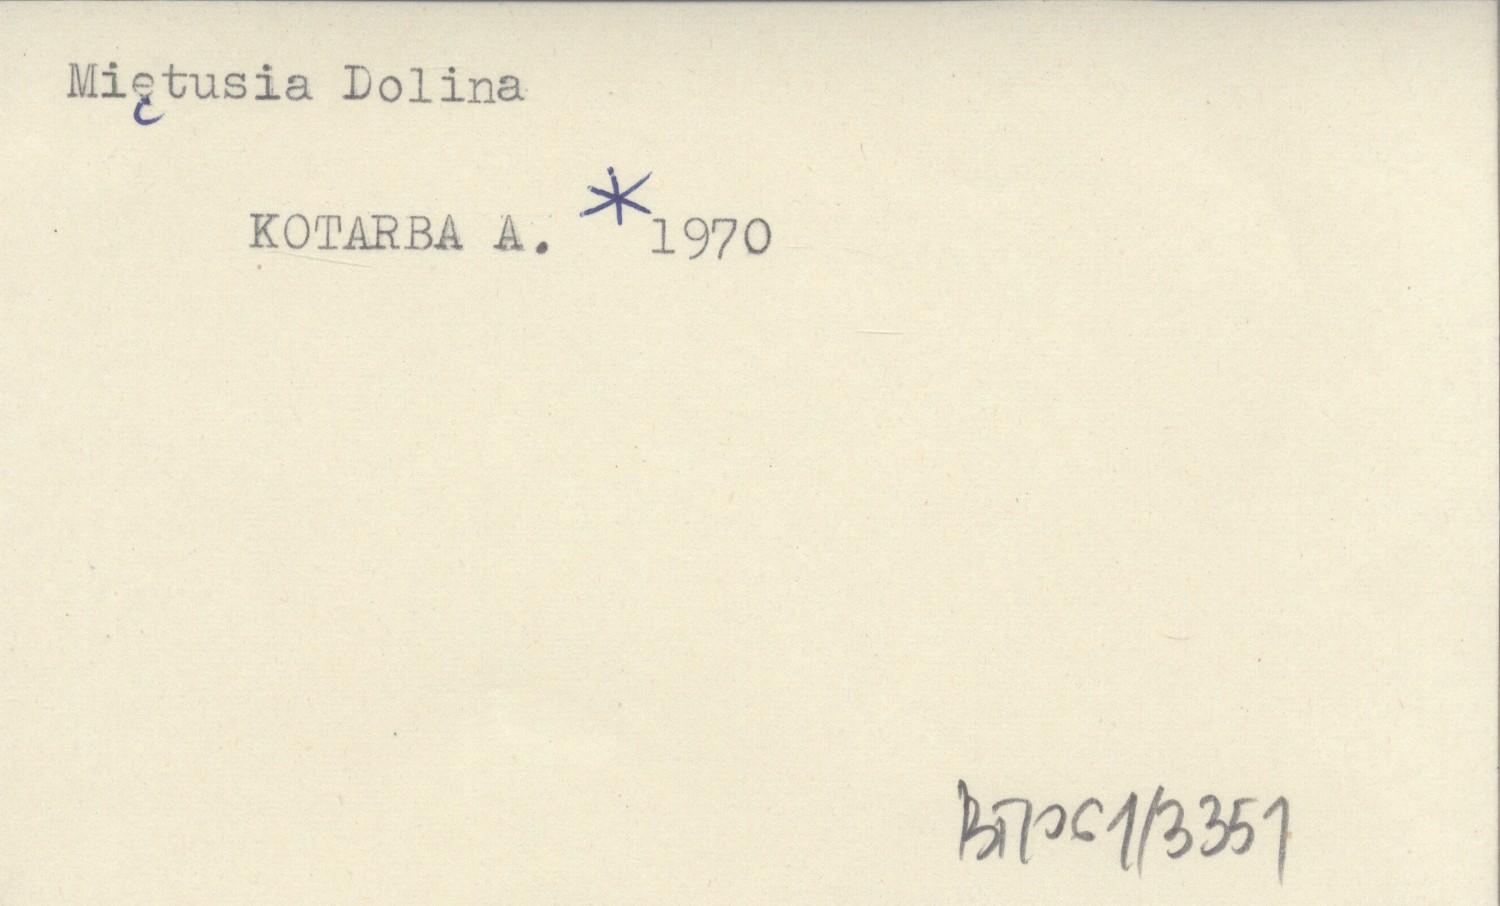 Miętusia Dolina
KOTARBA A. * 1970